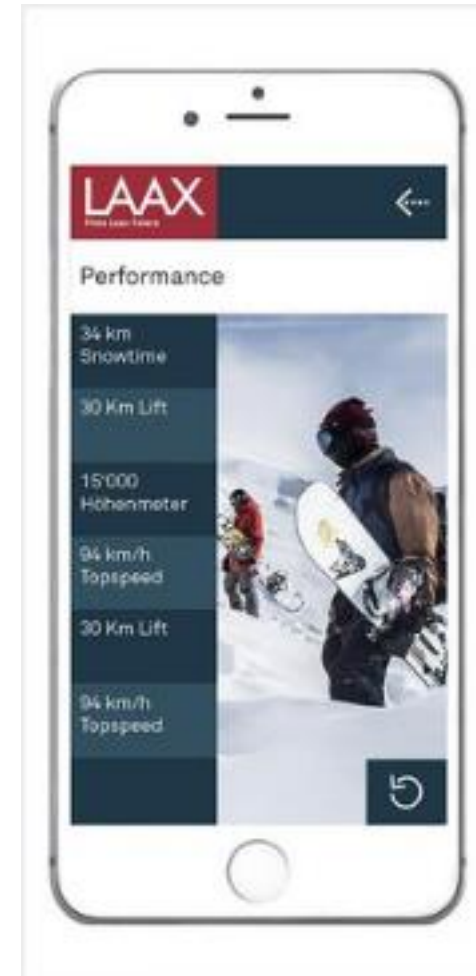 LAAX
Performance
34 km
Snowtime
30 Km Lift
15'000
Höhenmeter
94 km/h
Topspeed
30 Km Lift
94 km/h
Topspeed